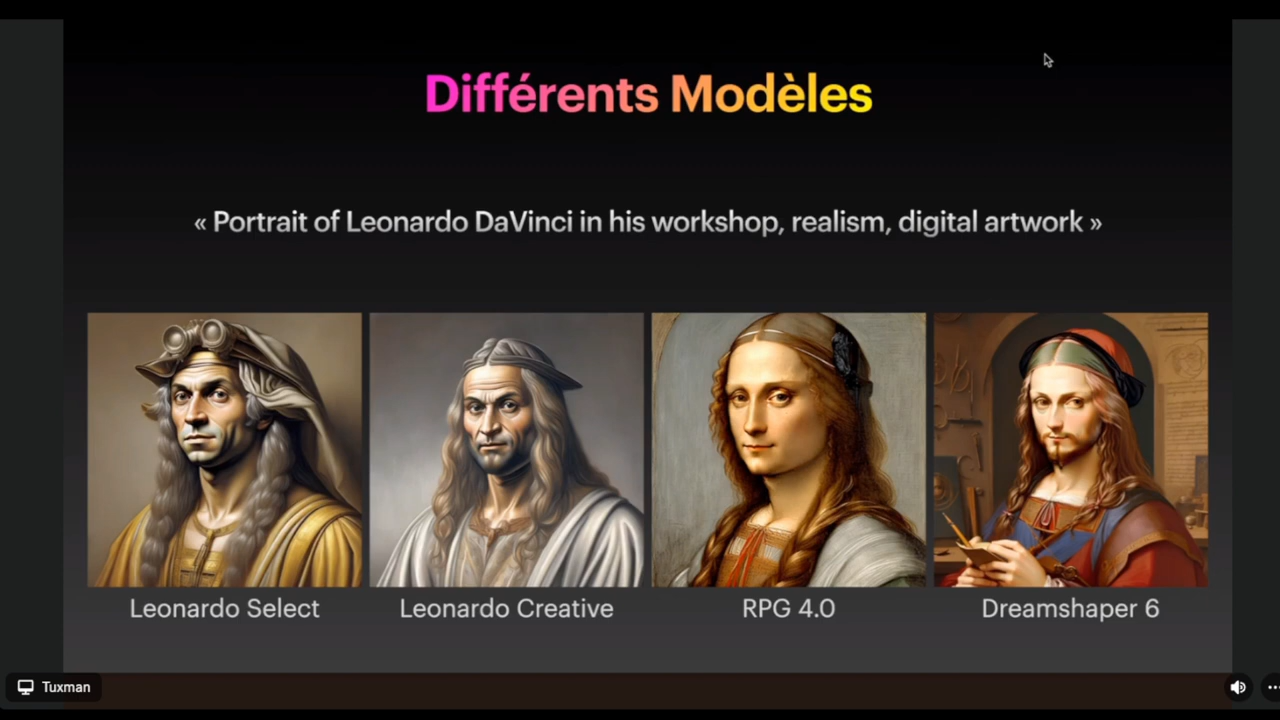 Différents Modèles
« Portrait of Leonardo DaVinci in his workshop, realism, digital artwork »
Leonardo Select
Leonardo Creative
RPG 4.0
Dreamshaper 6
Tuxman